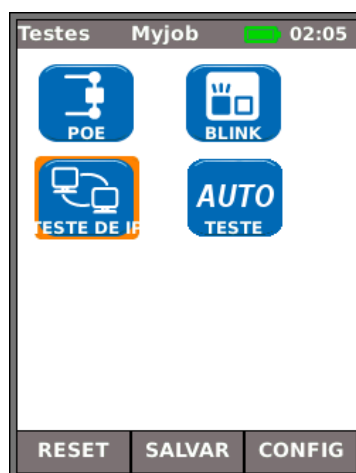 Testes Myjob 02:05
POE BLINK
TESTE DE IP
AUTO
TESTE
RESET SALVAR CONFIG